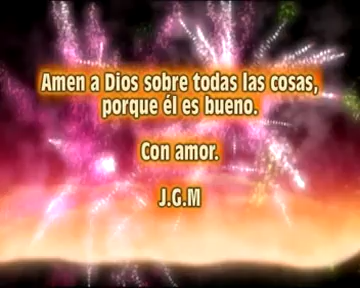 Amen a Dios sobre todas las cosas,
porque él es bueno.
Con amor.
J.G.M